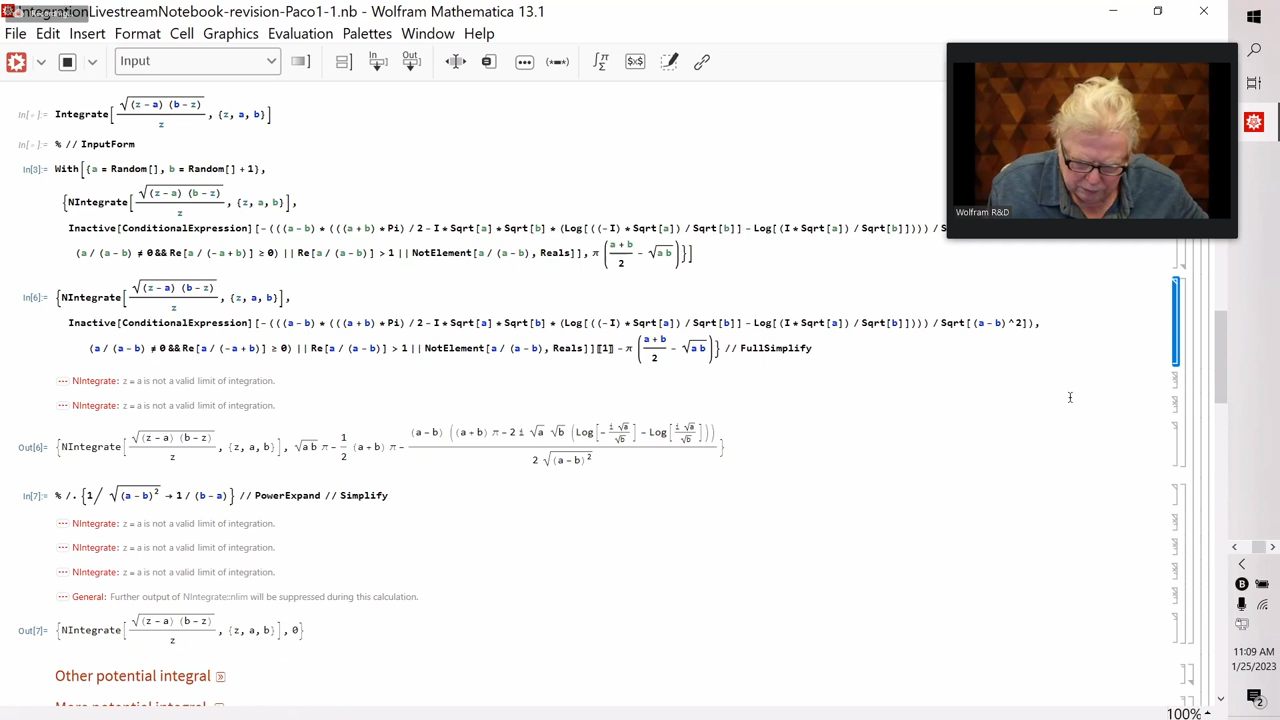 IntegrationLivestreamNotebook-revision-Paco1-1.nb - Wolfram Mathematica 13.1
File Edit Insert Format Cell Graphics Evaluation Palettes Window Help
Input In Out
In[ ]:= Integrate[√((z - a) (b - z)) / z, {z, a, b}]
In[ ]:= % // InputForm
In[3]:= With[{a = Random[], b = Random[] + 1},
{NIntegrate[√((z - a) (b - z)) / z, {z, a, b}],
Inactive[ConditionalExpression][-(((a - b) * (((a + b) * Pi) / 2 - I * Sqrt[a] * Sqrt[b] * (Log[((-I) * Sqrt[a]) / Sqrt[b]] - Log[(I * Sqrt[a]) / Sqrt[b]]))) / S
(a / (a - b) ≠ 0 && Re[a / (-a + b)] ≥ 0) || Re[a / (a - b)] > 1 || NotElement[a / (a - b), Reals]], π ((a + b)/2 - √(a b))}]
In[6]:= {NIntegrate[√((z - a) (b - z)) / z, {z, a, b}],
Inactive[ConditionalExpression][-(((a - b) * (((a + b) * Pi) / 2 - I * Sqrt[a] * Sqrt[b] * (Log[((-I) * Sqrt[a]) / Sqrt[b]] - Log[(I * Sqrt[a]) / Sqrt[b]]))) / Sqrt[(a - b) ^ 2]),
(a / (a - b) ≠ 0 && Re[a / (-a + b)] ≥ 0) || Re[a / (a - b)] > 1 || NotElement[a / (a - b), Reals]]〚1〛 - π ((a + b)/2 - √(a b))} // FullSimplify
NIntegrate: z = a is not a valid limit of integration.
NIntegrate: z = a is not a valid limit of integration.
Out[6]= {NIntegrate[√((z - a) (b - z)) / z, {z, a, b}], √(a b) π - 1/2 (a + b) π - ((a - b) ((a + b) π - 2 i √a √b (Log[-(i √a)/√b] - Log[(i √a)/√b]))) / (2 √((a - b)²))}
In[7]:= % /. {1 / √((a - b)²) → 1 / (b - a)} // PowerExpand // Simplify
NIntegrate: z = a is not a valid limit of integration.
NIntegrate: z = a is not a valid limit of integration.
NIntegrate: z = a is not a valid limit of integration.
General: Further output of NIntegrate::nlim will be suppressed during this calculation.
Out[7]= {NIntegrate[√((z - a) (b - z)) / z, {z, a, b}], 0}
Other potential integral
More potential integral
100%
Wolfram R&D
11:09 AM
1/25/2023
2